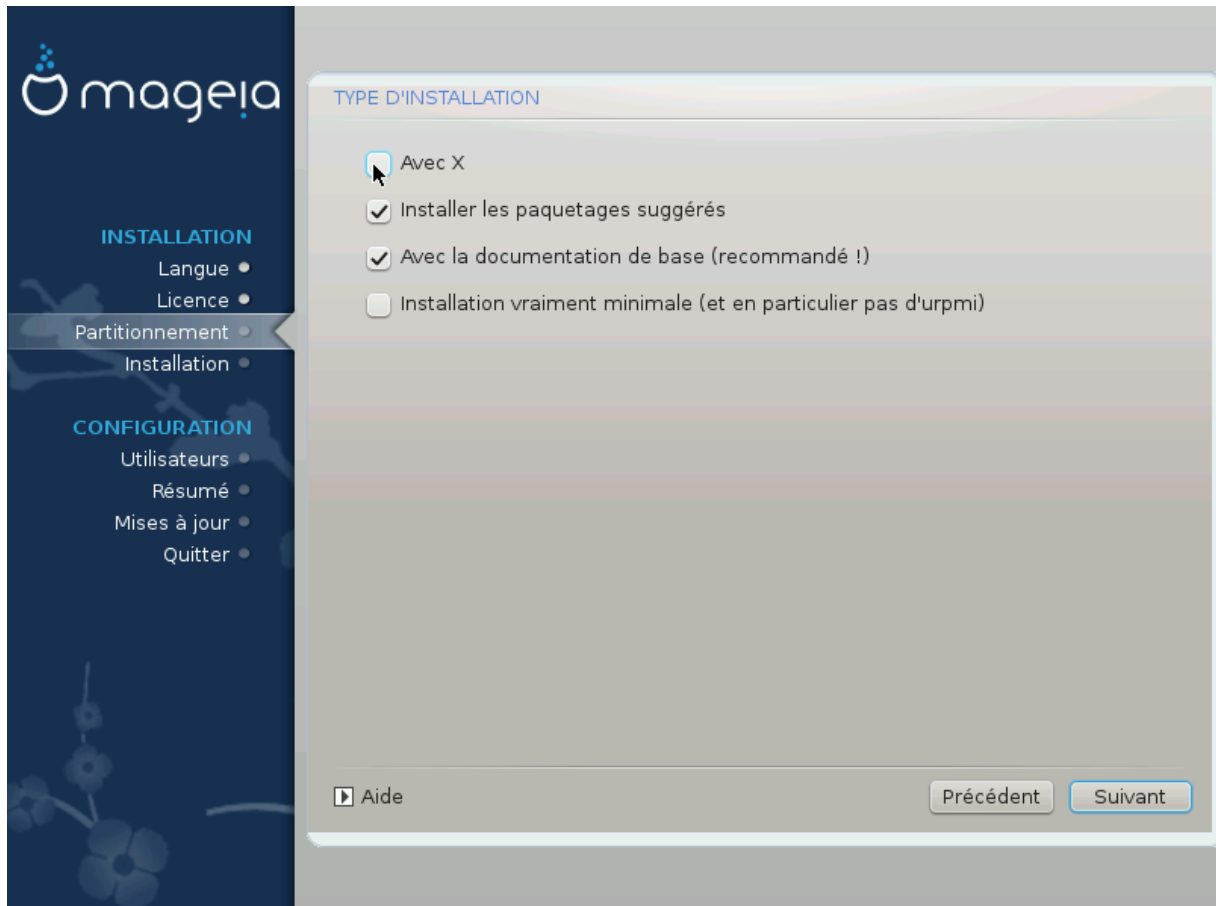 mageia
INSTALLATION
Langue
Licence
Partitionnement
Installation
CONFIGURATION
Utilisateurs
Résumé
Mises à jour
Quitter
TYPE D'INSTALLATION
Avec X
Installer les paquetages suggérés
Avec la documentation de base (recommandé !)
Installation vraiment minimale (et en particulier pas d'urpmi)
Aide
Précédent
Suivant